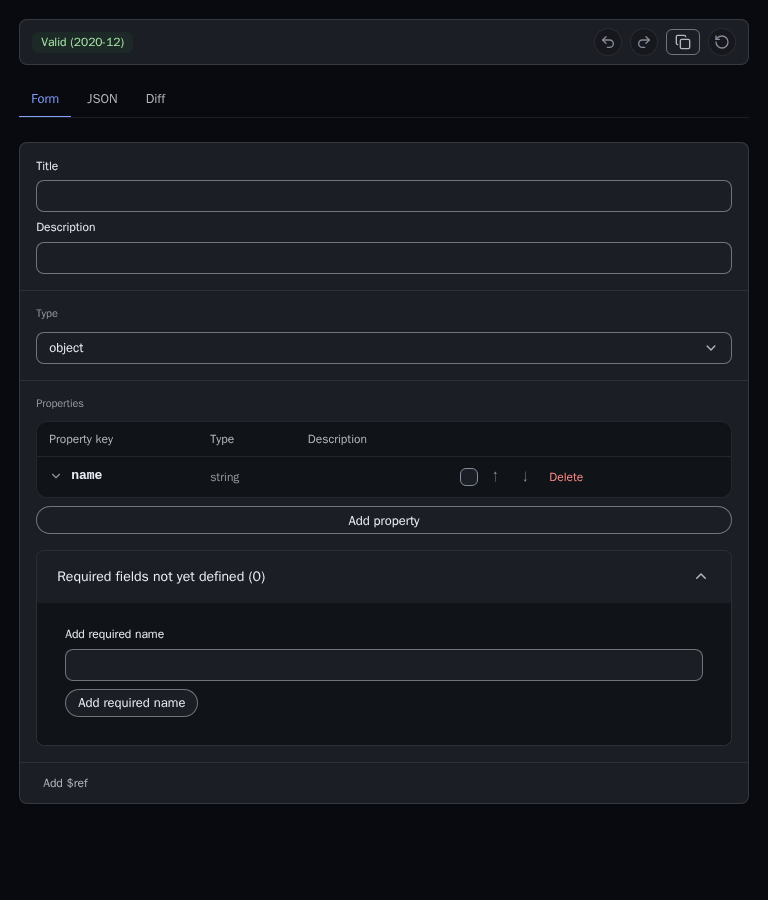 Valid (2020-12)
Form JSON Diff
Title
Description
Type
object
Properties
Property key Type Description
name string ↑ ↓ Delete
Add property
Required fields not yet defined (0)
Add required name
Add required name
Add $ref